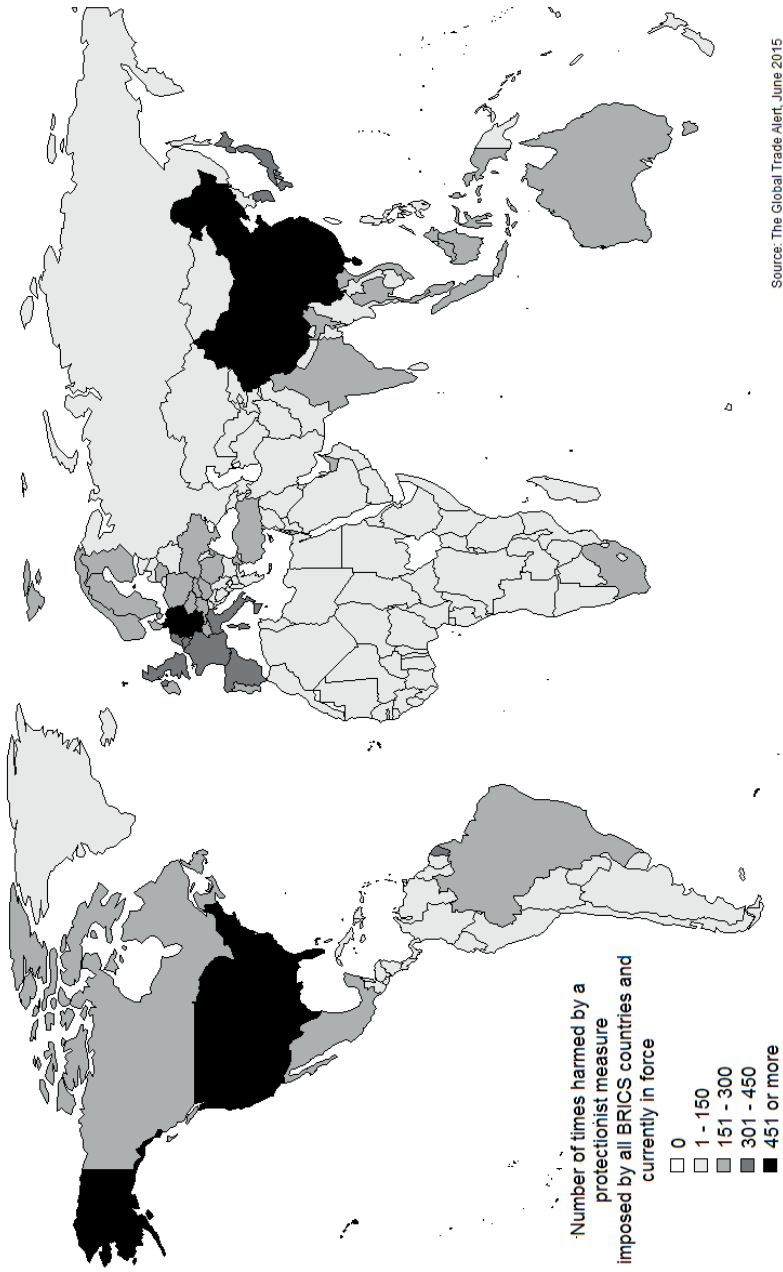 ·Number of times harmed by a
protectionist measure
imposed by all BRICS countries and
currently in force
0
1 - 150
151 - 300
301 - 450
451 or more
Source: The Global Trade Alert, June 2015